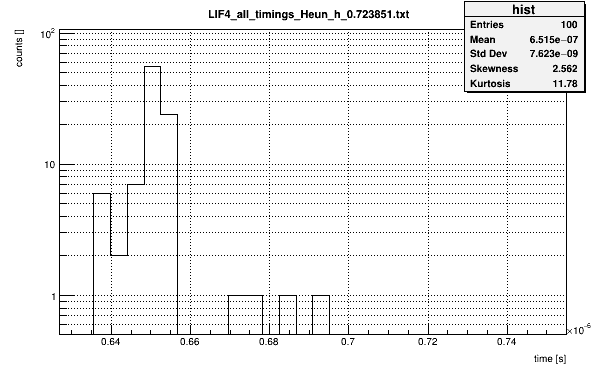 LIF4_all_timings_Heun_h_0.723851.txt
hist
Entries 100
Mean 6.515e−07
Std Dev 7.623e−09
Skewness 2.562
Kurtosis 11.78
counts []
10²
10
1
0.64 0.66 0.68 0.7 0.72 0.74
×10⁻⁶
time [s]